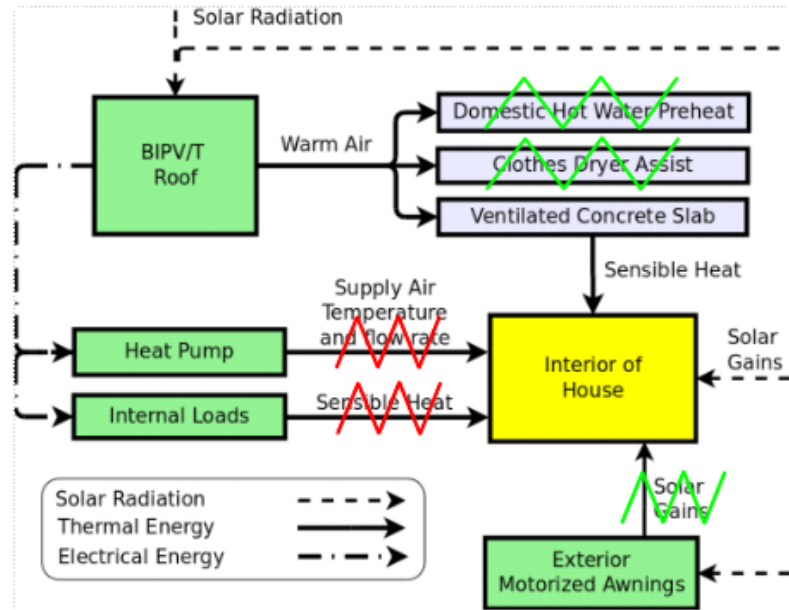 Solar Radiation
BIPV/T
Roof
Warm Air
Domestic Hot Water Preheat
Clothes Dryer Assist
Ventilated Concrete Slab
Sensible Heat
Supply Air
Temperature
and flow rate
Heat Pump
Interior of
House
Solar
Gains
Internal Loads
Sensible Heat
Solar Radiation
Thermal Energy
Electrical Energy
Solar
Gains
Exterior
Motorized Awnings